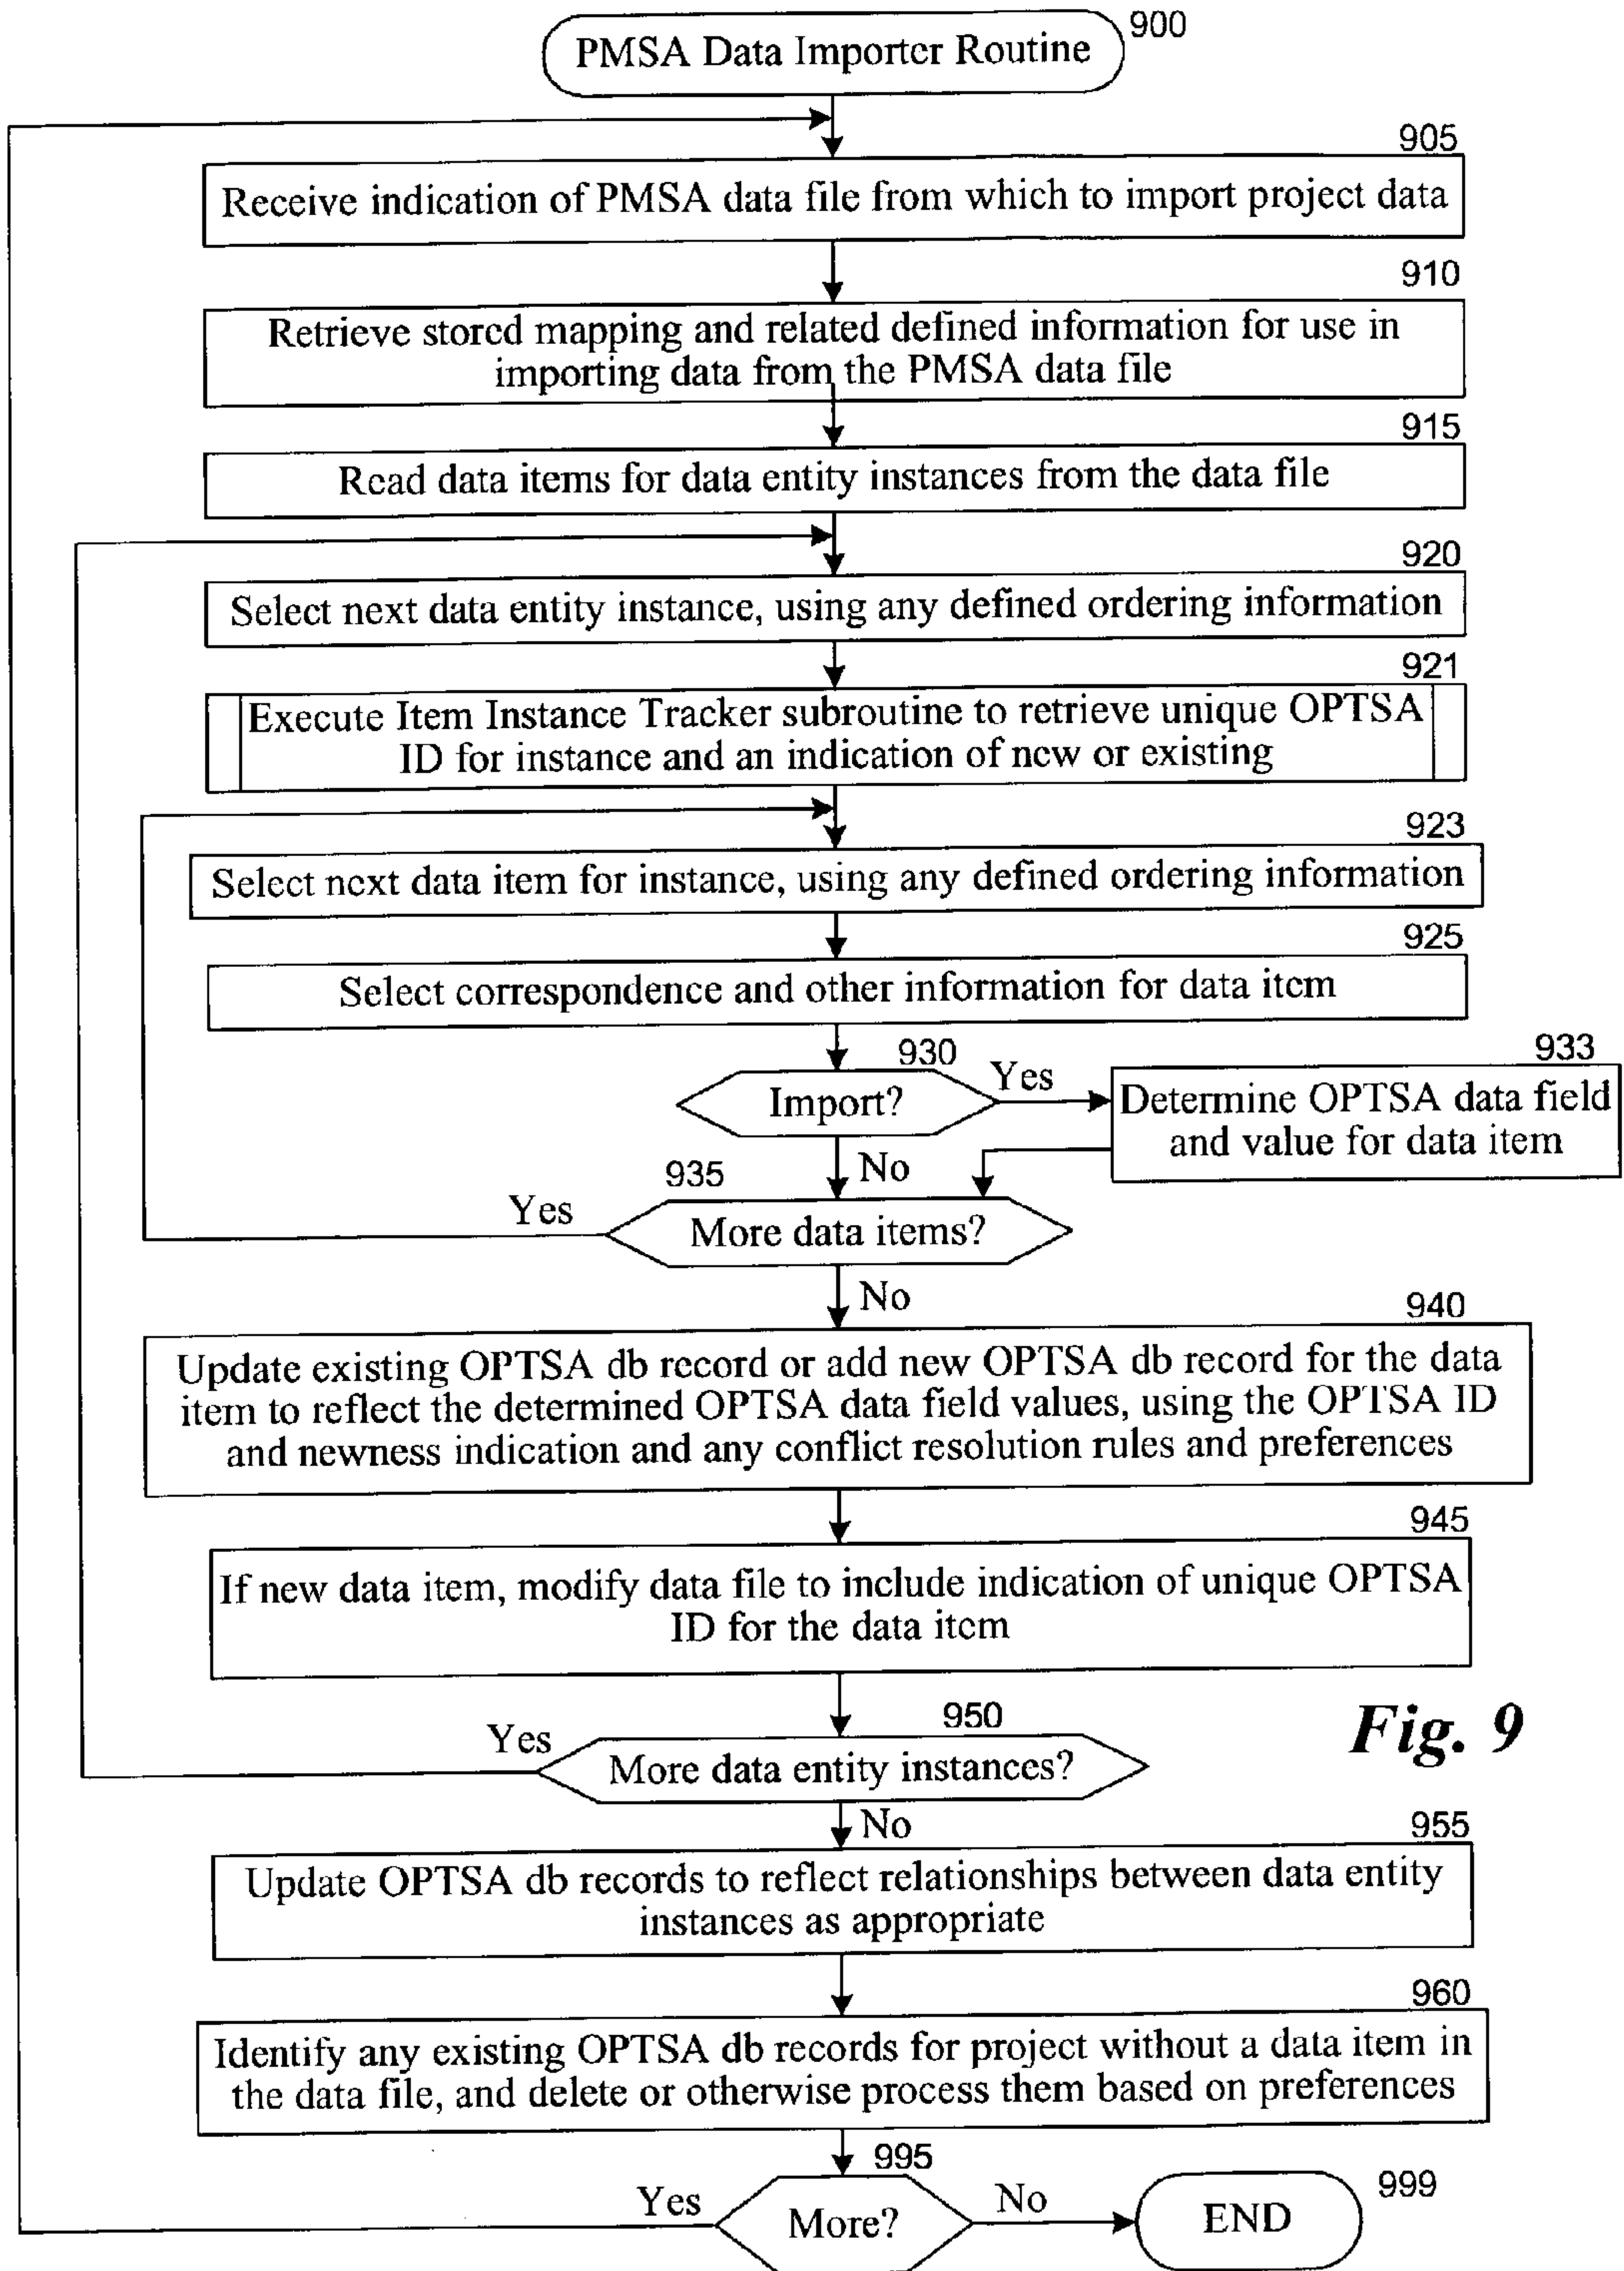 PMSA Data Importer Routine
900
905
Receive indication of PMSA data file from which to import project data
910
Retrieve stored mapping and related defined information for use in
importing data from the PMSA data file
915
Read data items for data entity instances from the data file
920
Select next data entity instance, using any defined ordering information
921
Execute Item Instance Tracker subroutine to retrieve unique OPTSA
ID for instance and an indication of new or existing
923
Select next data item for instance, using any defined ordering information
925
Select correspondence and other information for data item
930
Import?
Yes
933
Determine OPTSA data field
and value for data item
No
935
Yes
More data items?
No
940
Update existing OPTSA db record or add new OPTSA db record for the data
item to reflect the determined OPTSA data field values, using the OPTSA ID
and newness indication and any conflict resolution rules and preferences
945
If new data item, modify data file to include indication of unique OPTSA
ID for the data item
950
Yes
More data entity instances?
Fig. 9
No
955
Update OPTSA db records to reflect relationships between data entity
instances as appropriate
960
Identify any existing OPTSA db records for project without a data item in
the data file, and delete or otherwise process them based on preferences
995
Yes
More?
No
END
999